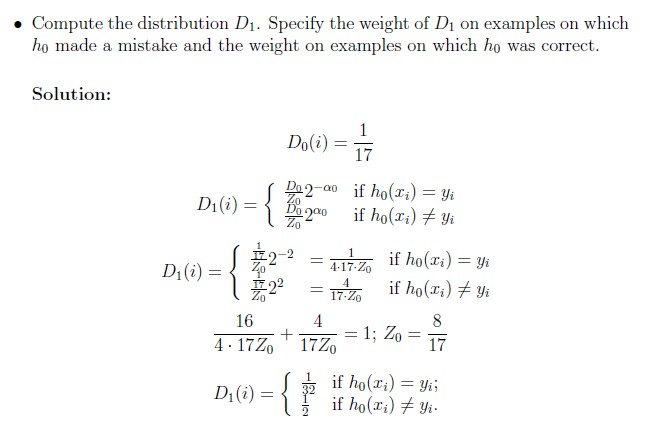 • Compute the distribution D₁. Specify the weight of D₁ on examples on which
h₀ made a mistake and the weight on examples on which h₀ was correct.
Solution:
D₀(i) = 1/17
D₁(i) = { D₀/Z₀ 2^(−α₀) if h₀(xᵢ) = yᵢ
D₀/Z₀ 2^(α₀) if h₀(xᵢ) ≠ yᵢ
D₁(i) = { (1/17)/Z₀ 2^(−2) = 1/(4·17·Z₀) if h₀(xᵢ) = yᵢ
(1/17)/Z₀ 2^2 = 4/(17·Z₀) if h₀(xᵢ) ≠ yᵢ
16/(4 · 17Z₀) + 4/(17Z₀) = 1; Z₀ = 8/17
D₁(i) = { 1/32 if h₀(xᵢ) = yᵢ;
1/2 if h₀(xᵢ) ≠ yᵢ.